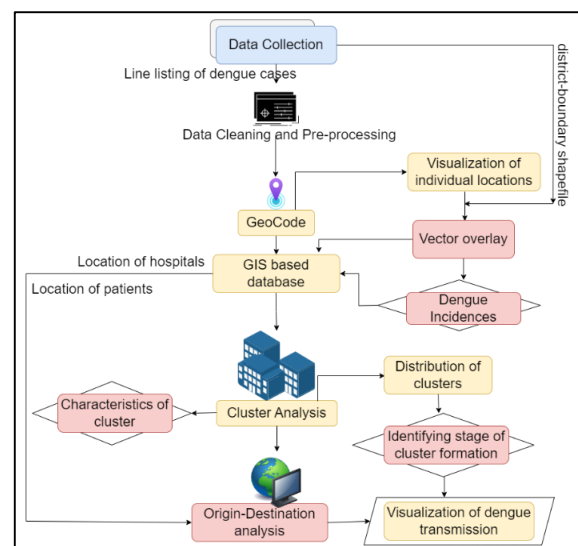 Data Collection
Line listing of dengue cases
district-boundary shapefile
Data Cleaning and Pre-processing
Visualization of
individual locations
GeoCode
Vector overlay
Location of hospitals
GIS based
database
Location of patients
Dengue
Incidences
Distribution of
clusters
Characteristics of
cluster
Cluster Analysis
Identifying stage of
cluster formation
Origin-Destination
analysis
Visualization of dengue
transmission